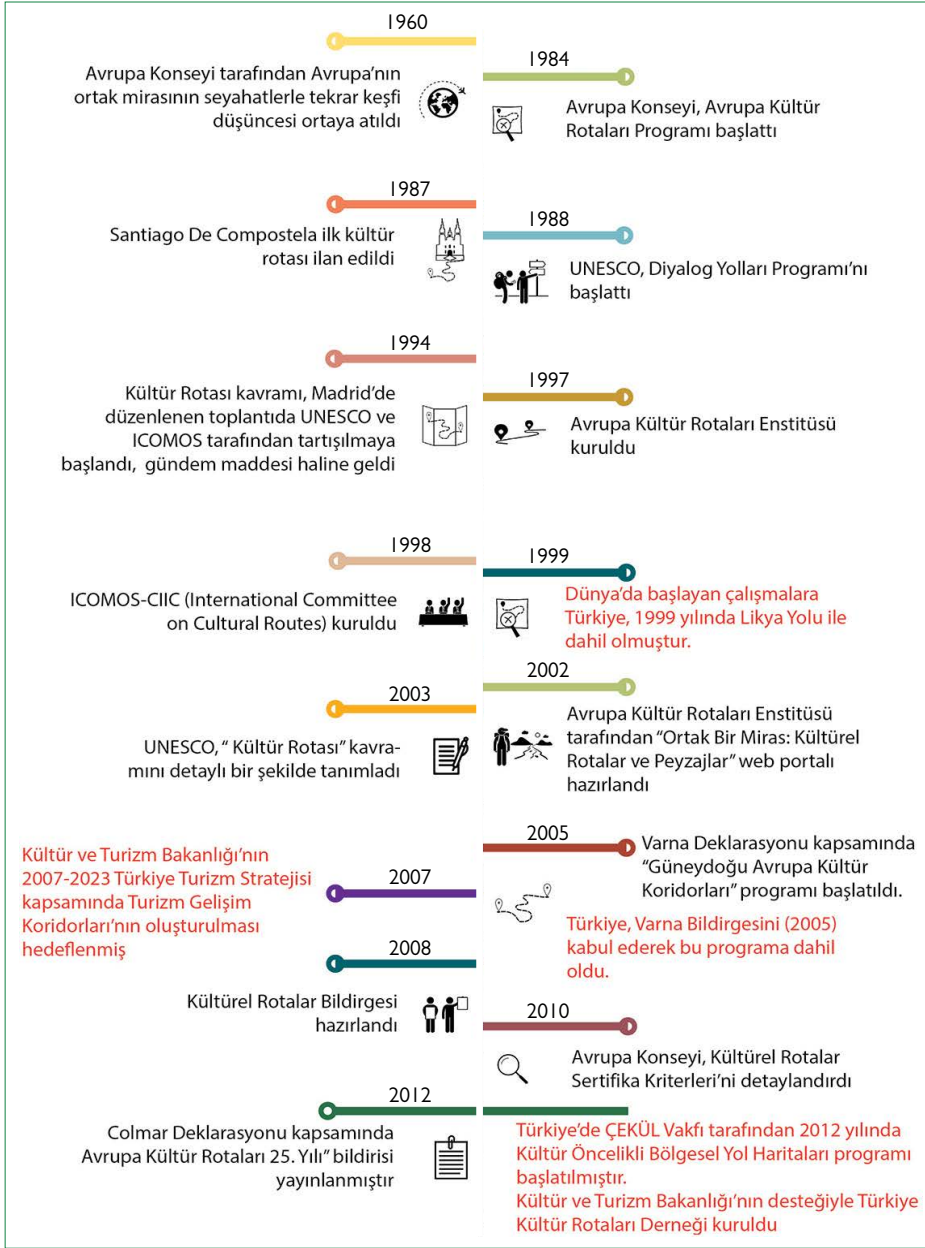 1960
Avrupa Konseyi tarafından Avrupa’nın
ortak mirasının seyahatlerle tekrar keşfi
düşüncesi ortaya atıldı
1984
Avrupa Konseyi, Avrupa Kültür
Rotaları Programı başlattı
1987
Santiago De Compostela ilk kültür
rotası ilan edildi
1988
UNESCO, Diyalog Yolları Programı’nı
başlattı
1994
Kültür Rotası kavramı, Madrid’de
düzenlenen toplantıda UNESCO ve
ICOMOS tarafından tartışılmaya
başlandı, gündem maddesi haline geldi
1997
Avrupa Kültür Rotaları Enstitüsü
kuruldu
1998
ICOMOS-CIIC (International Committee
on Cultural Routes) kuruldu
1999
Dünya’da başlayan çalışmalara
Türkiye, 1999 yılında Likya Yolu ile
dahil olmuştur.
2002
Avrupa Kültür Rotaları Enstitüsü
tarafından “Ortak Bir Miras: Kültürel
Rotalar ve Peyzajlar” web portalı
hazırlandı
2003
UNESCO, “ Kültür Rotası” kavra-
mını detaylı bir şekilde tanımladı
2005
Varna Deklarasyonu kapsamında
“Güneydoğu Avrupa Kültür
Koridorları” programı başlatıldı.
Türkiye, Varna Bildirgesini (2005)
kabul ederek bu programa dahil
oldu.
2007
Kültür ve Turizm Bakanlığı’nın
2007-2023 Türkiye Turizm Stratejisi
kapsamında Turizm Gelişim
Koridorları’nın oluşturulması
hedeflenmiş
2008
Kültürel Rotalar Bildirgesi
hazırlandı
2010
Avrupa Konseyi, Kültürel Rotalar
Sertifika Kriterleri’ni detaylandırdı
2012
Colmar Deklarasyonu kapsamında
Avrupa Kültür Rotaları 25. Yılı” bildirisi
yayınlanmıştır
Türkiye’de ÇEKÜL Vakfı tarafından 2012 yılında
Kültür Öncelikli Bölgesel Yol Haritaları programı
başlatılmıştır.
Kültür ve Turizm Bakanlığı’nın desteğiyle Türkiye
Kültür Rotaları Derneği kuruldu